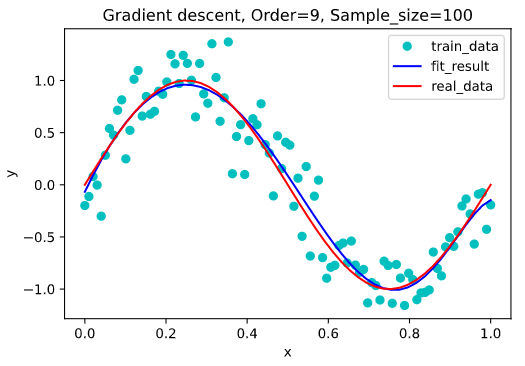 Gradient descent, Order=9, Sample_size=100
train_data
fit_result
real_data
1.0
0.5
0.0
−0.5
−1.0
y
0.0 0.2 0.4 0.6 0.8 1.0
x